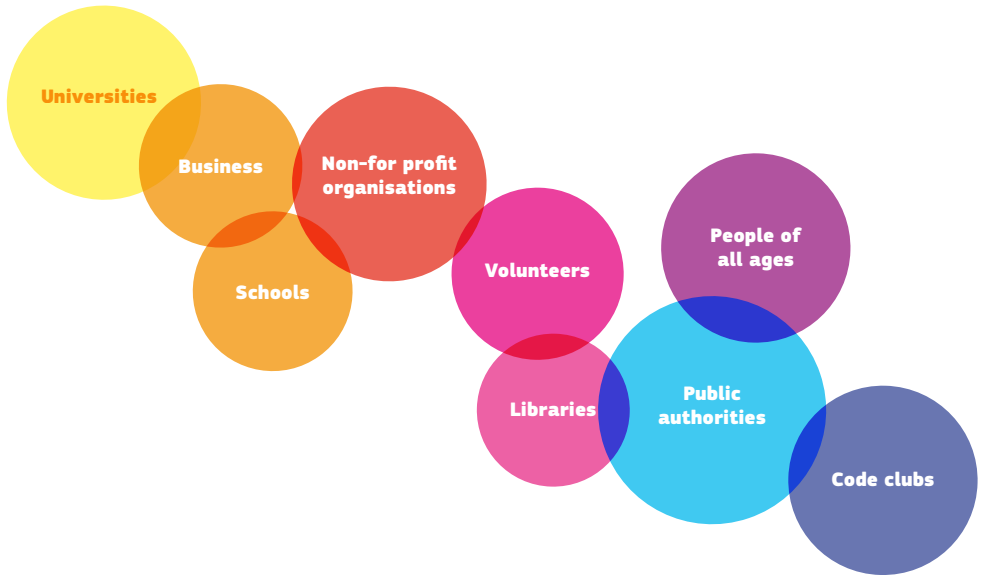 Universities
Business
Non-for profit
organisations
Schools
Volunteers
People of
all ages
Libraries
Public
authorities
Code clubs